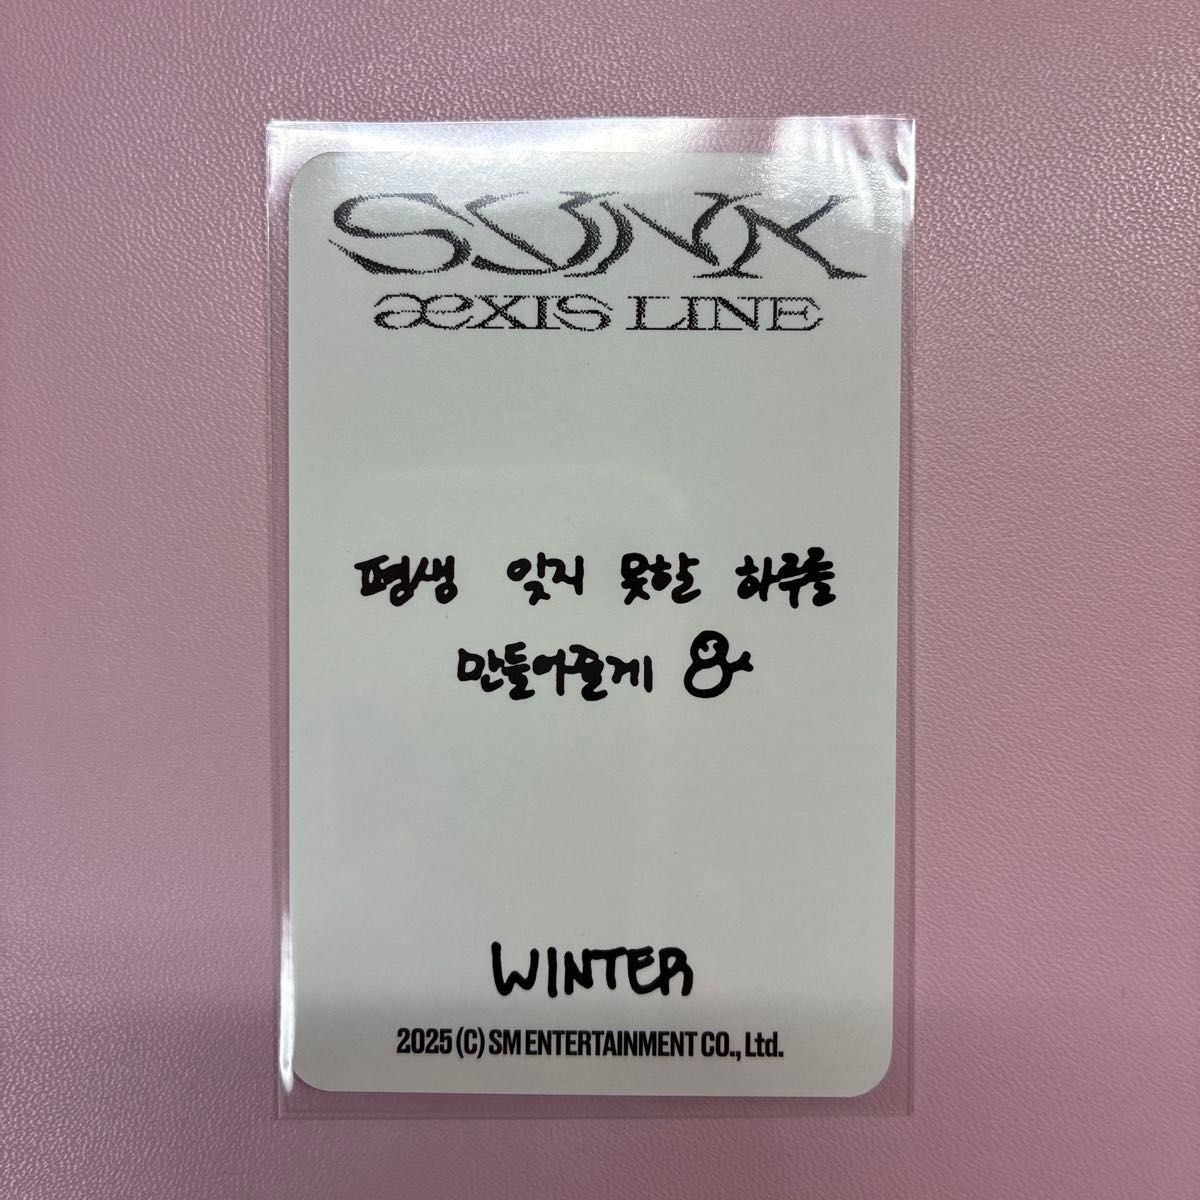 SYNK
æXIS LINE
평생 잊지 못할 하루를
만들어줄게
WINTER
2025 (C) SM ENTERTAINMENT CO., Ltd.